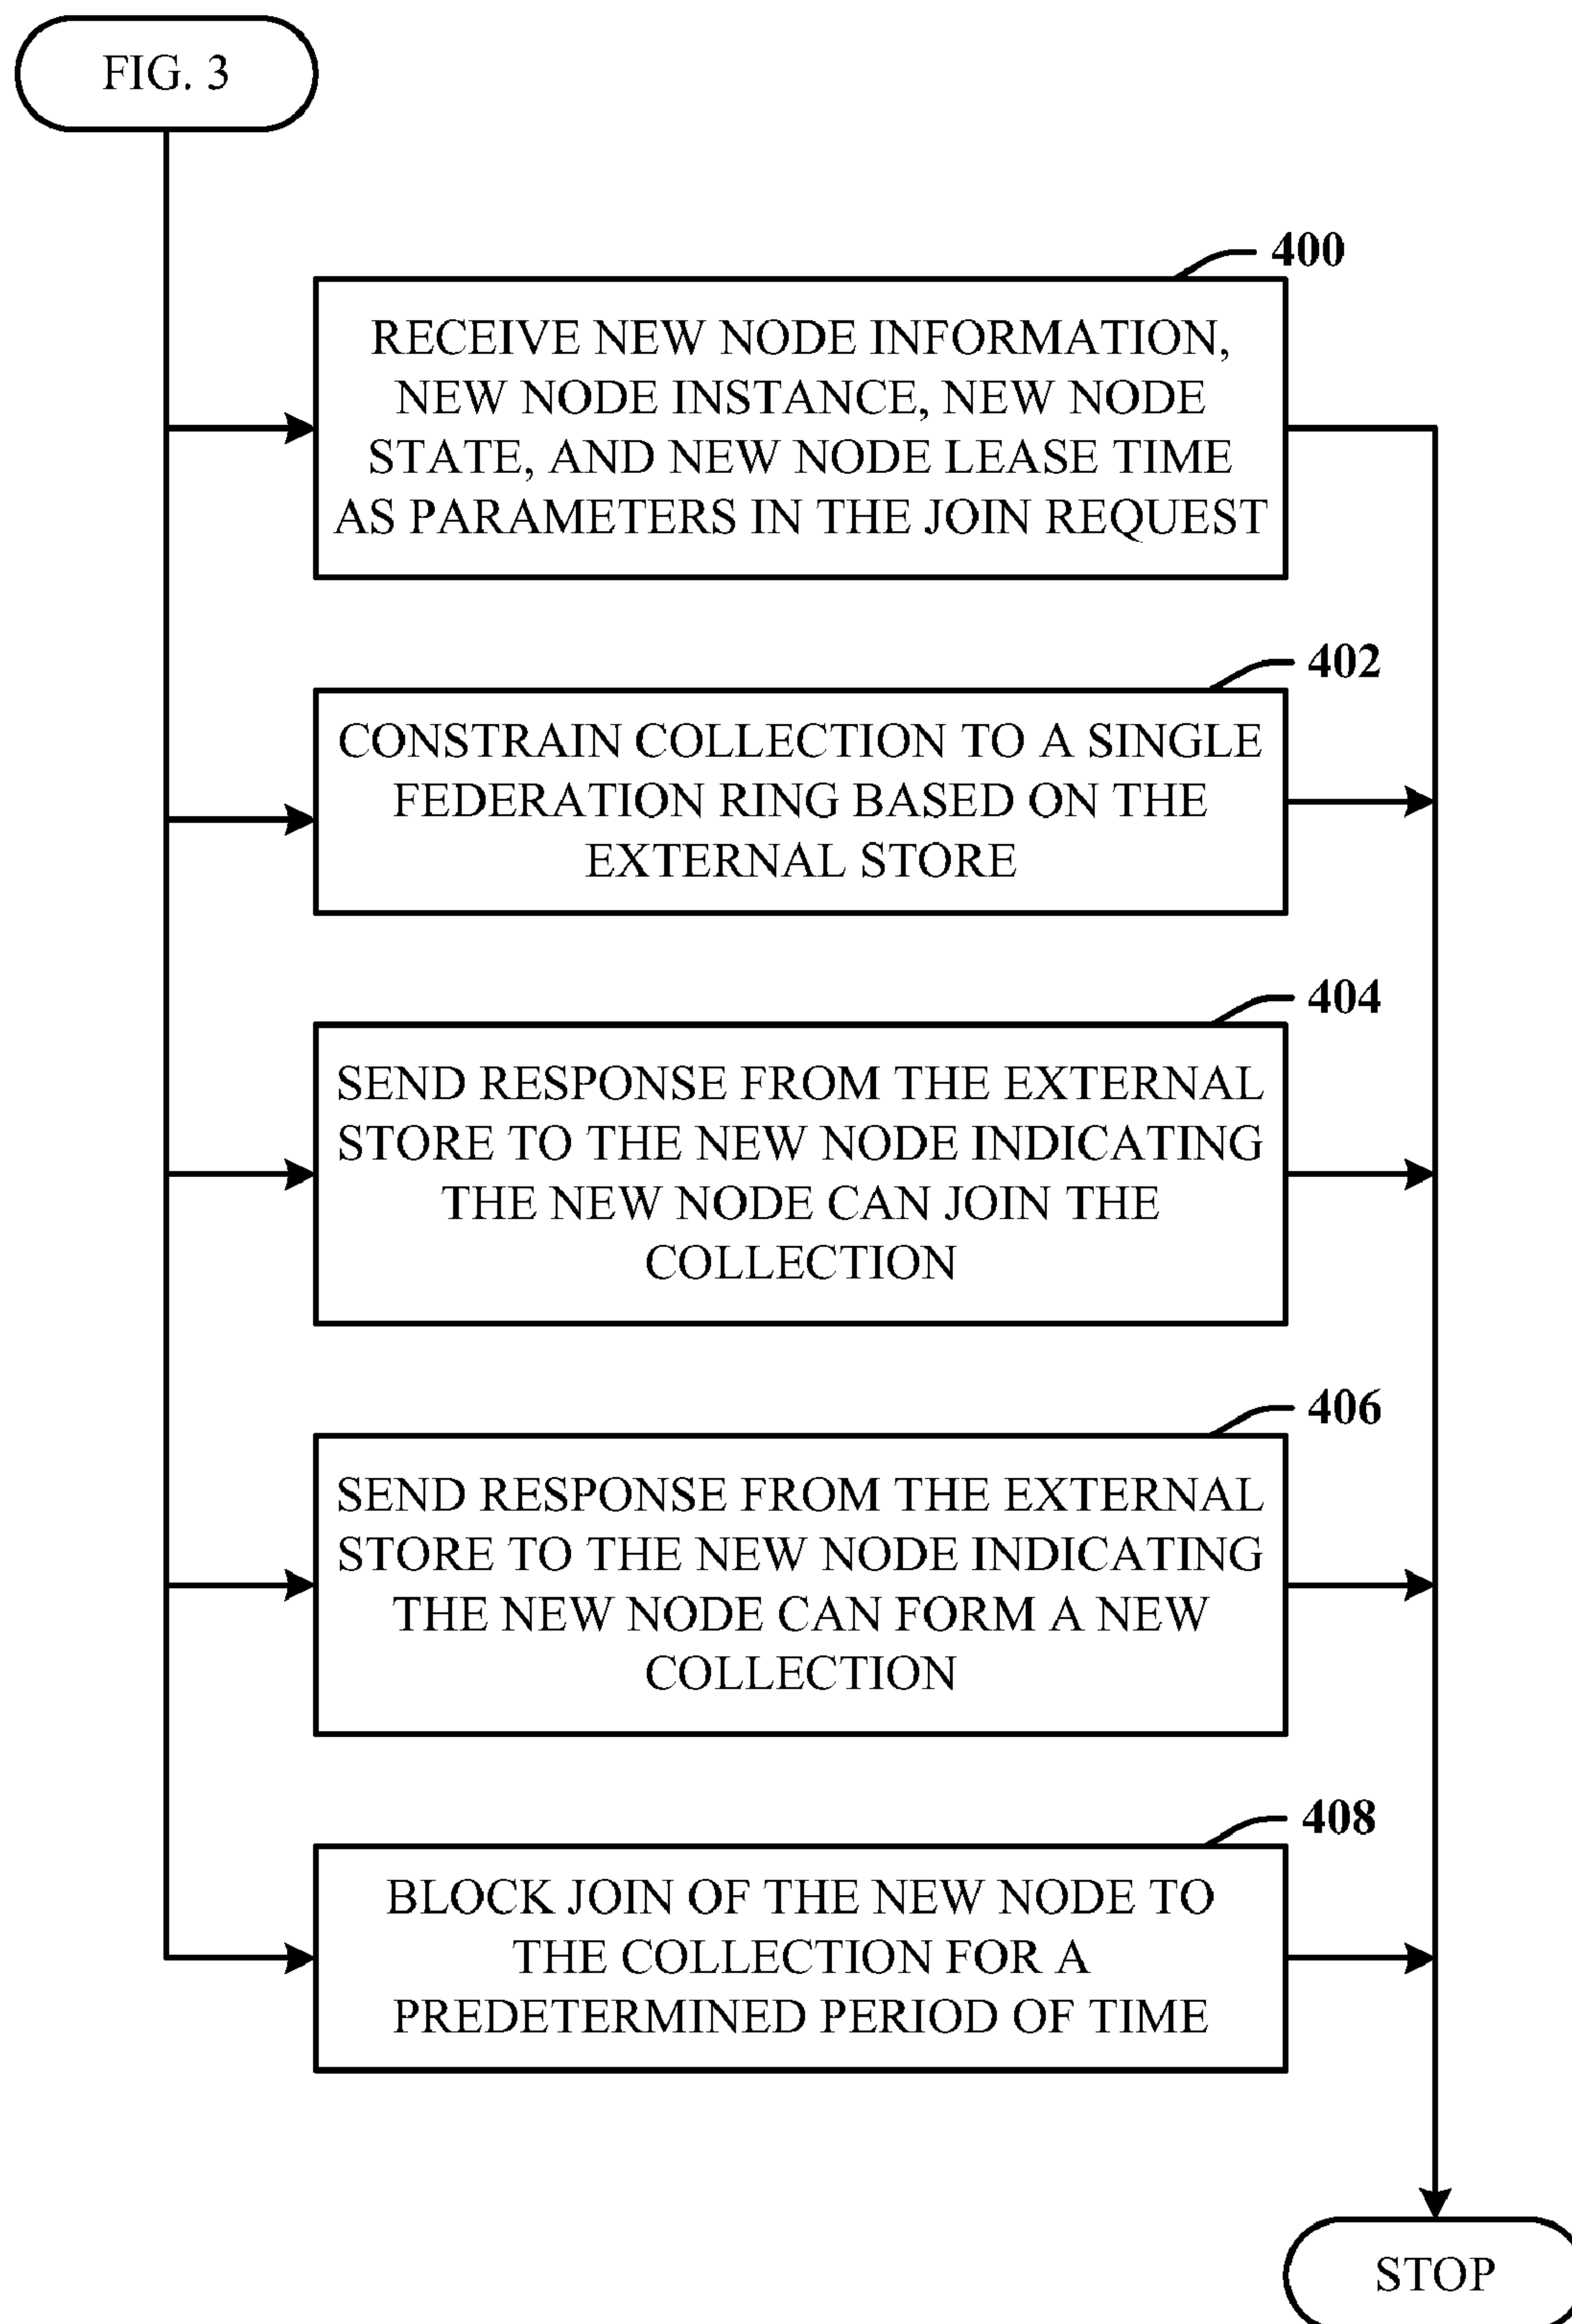 FIG. 3
400
RECEIVE NEW NODE INFORMATION,
NEW NODE INSTANCE, NEW NODE
STATE, AND NEW NODE LEASE TIME
AS PARAMETERS IN THE JOIN REQUEST
402
CONSTRAIN COLLECTION TO A SINGLE
FEDERATION RING BASED ON THE
EXTERNAL STORE
404
SEND RESPONSE FROM THE EXTERNAL
STORE TO THE NEW NODE INDICATING
THE NEW NODE CAN JOIN THE
COLLECTION
406
SEND RESPONSE FROM THE EXTERNAL
STORE TO THE NEW NODE INDICATING
THE NEW NODE CAN FORM A NEW
COLLECTION
408
BLOCK JOIN OF THE NEW NODE TO
THE COLLECTION FOR A
PREDETERMINED PERIOD OF TIME
STOP